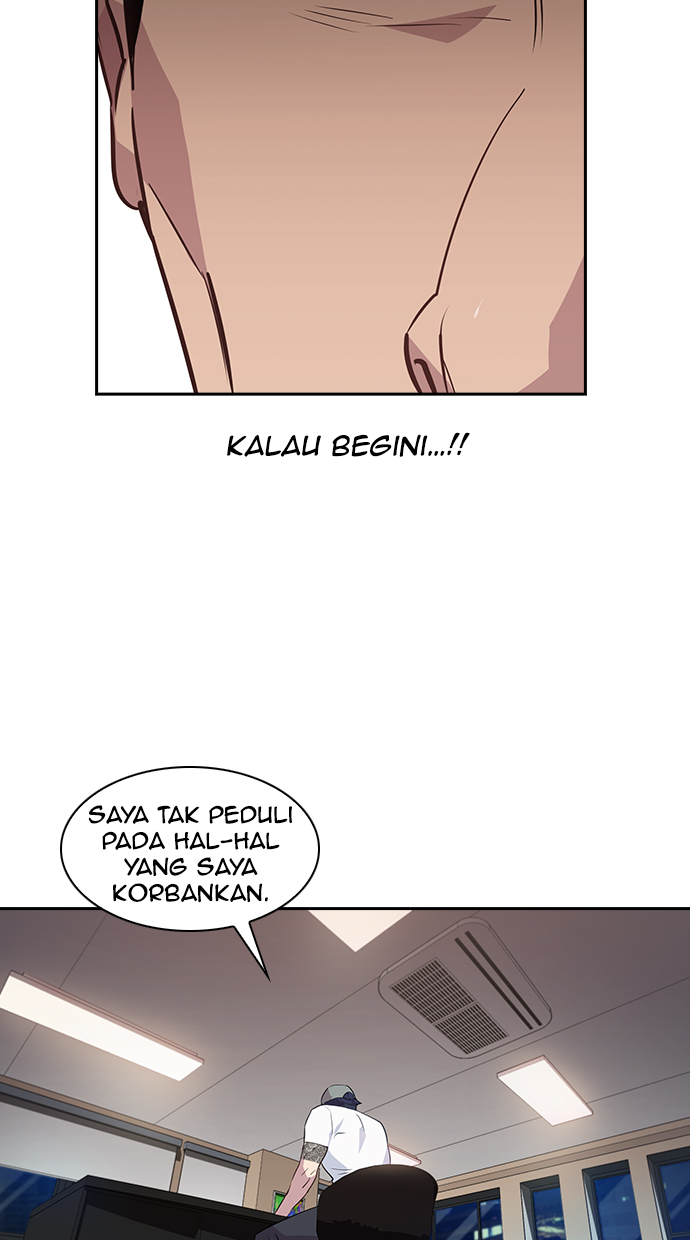 KALAU BEGINI...!!
SAYA TAK PEDULI
PADA HAL-HAL
YANG SAYA
KORBANKAN.